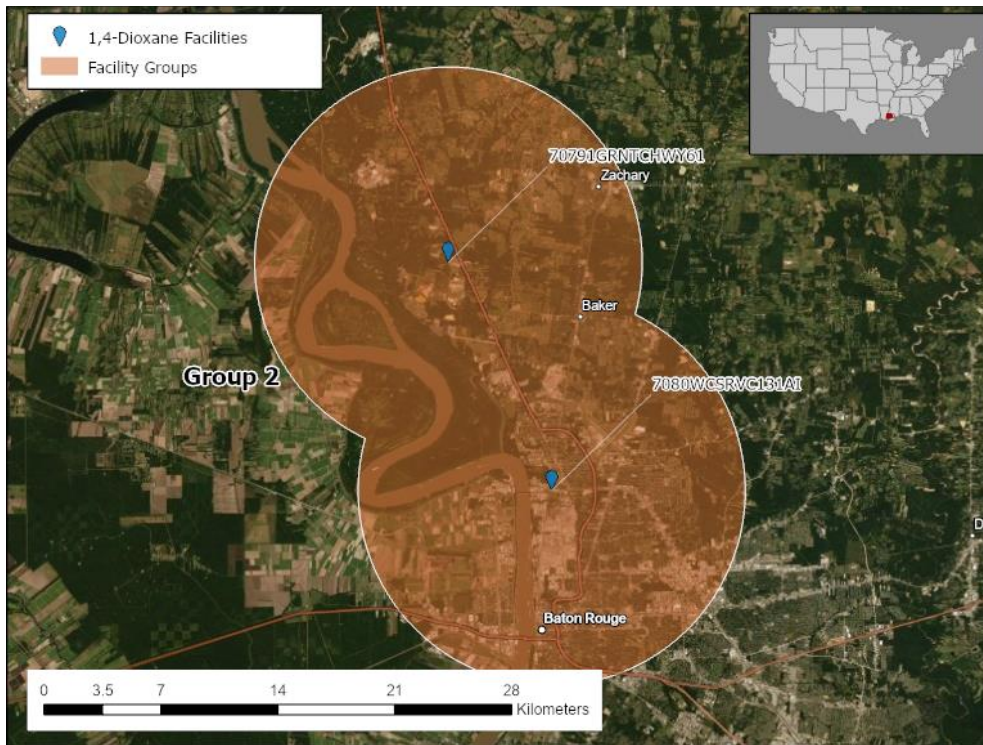 1,4-Dioxane Facilities
Facility Groups
70791GRNTCHWY61
Zachary
Baker
Group 2
7080WCSRVC131AI
D
Baton Rouge
0 3.5 7 14 21 28
Kilometers